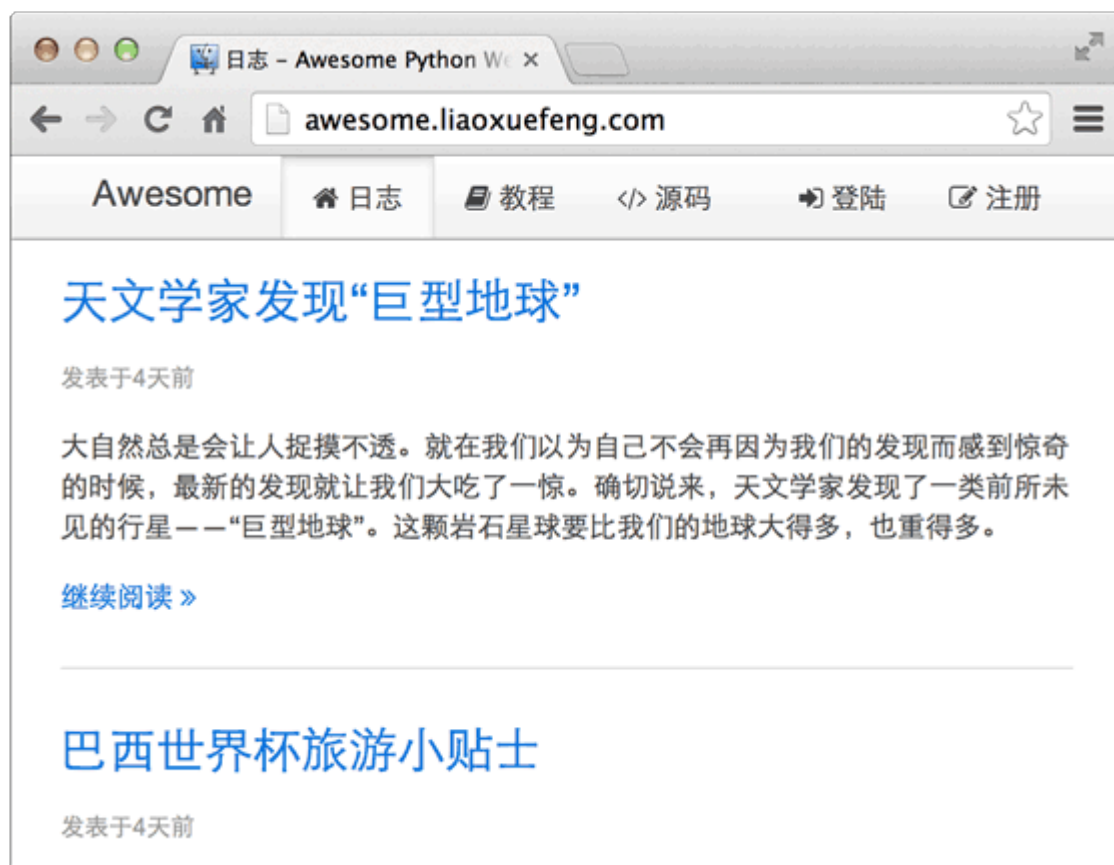 日志 – Awesome Python We
awesome.liaoxuefeng.com
Awesome 日志 教程 </> 源码 登陆 注册
天文学家发现“巨型地球”
发表于4天前
大自然总是会让人捉摸不透。就在我们以为自己不会再因为我们的发现而感到惊奇
的时候，最新的发现就让我们大吃了一惊。确切说来，天文学家发现了一类前所未
见的行星——“巨型地球”。这颗岩石星球要比我们的地球大得多，也重得多。
继续阅读 »
巴西世界杯旅游小贴士
发表于4天前